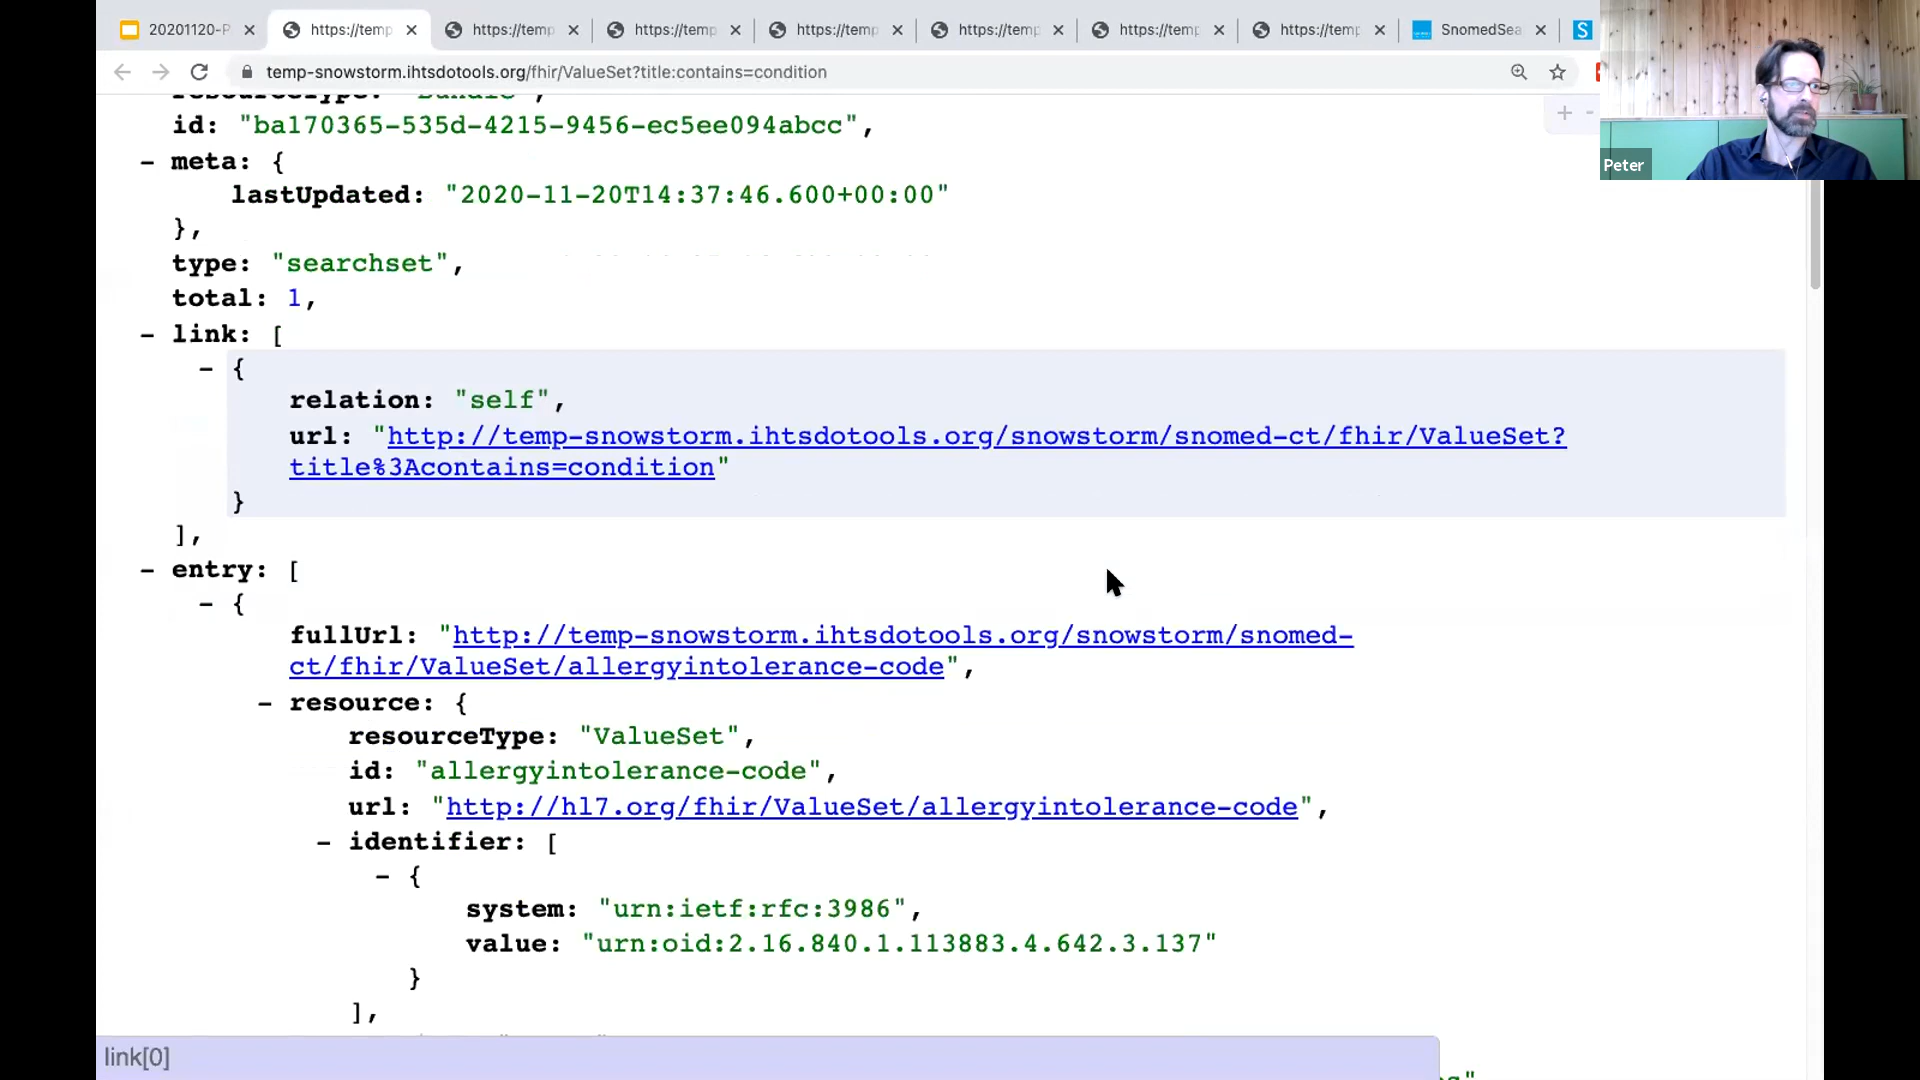 20201120-P
https://temp
https://temp
https://temp
https://temp
https://temp
https://temp
https://temp
SnomedSea
S
temp-snowstorm.ihtsdotools.org/fhir/ValueSet?title:contains=condition
resourceType: "Bundle",
id: "ba170365-535d-4215-9456-ec5ee094abcc",
- meta: {
lastUpdated: "2020-11-20T14:37:46.600+00:00"
},
type: "searchset",
total: 1,
- link: [
- {
relation: "self",
url: "http://temp-snowstorm.ihtsdotools.org/snowstorm/snomed-ct/fhir/ValueSet?
title%3Acontains=condition"
}
],
- entry: [
- {
fullUrl: "http://temp-snowstorm.ihtsdotools.org/snowstorm/snomed-
ct/fhir/ValueSet/allergyintolerance-code",
- resource: {
resourceType: "ValueSet",
id: "allergyintolerance-code",
url: "http://hl7.org/fhir/ValueSet/allergyintolerance-code",
- identifier: [
- {
system: "urn:ietf:rfc:3986",
value: "urn:oid:2.16.840.1.113883.4.642.3.137"
}
],
link[0]
+ -
Peter